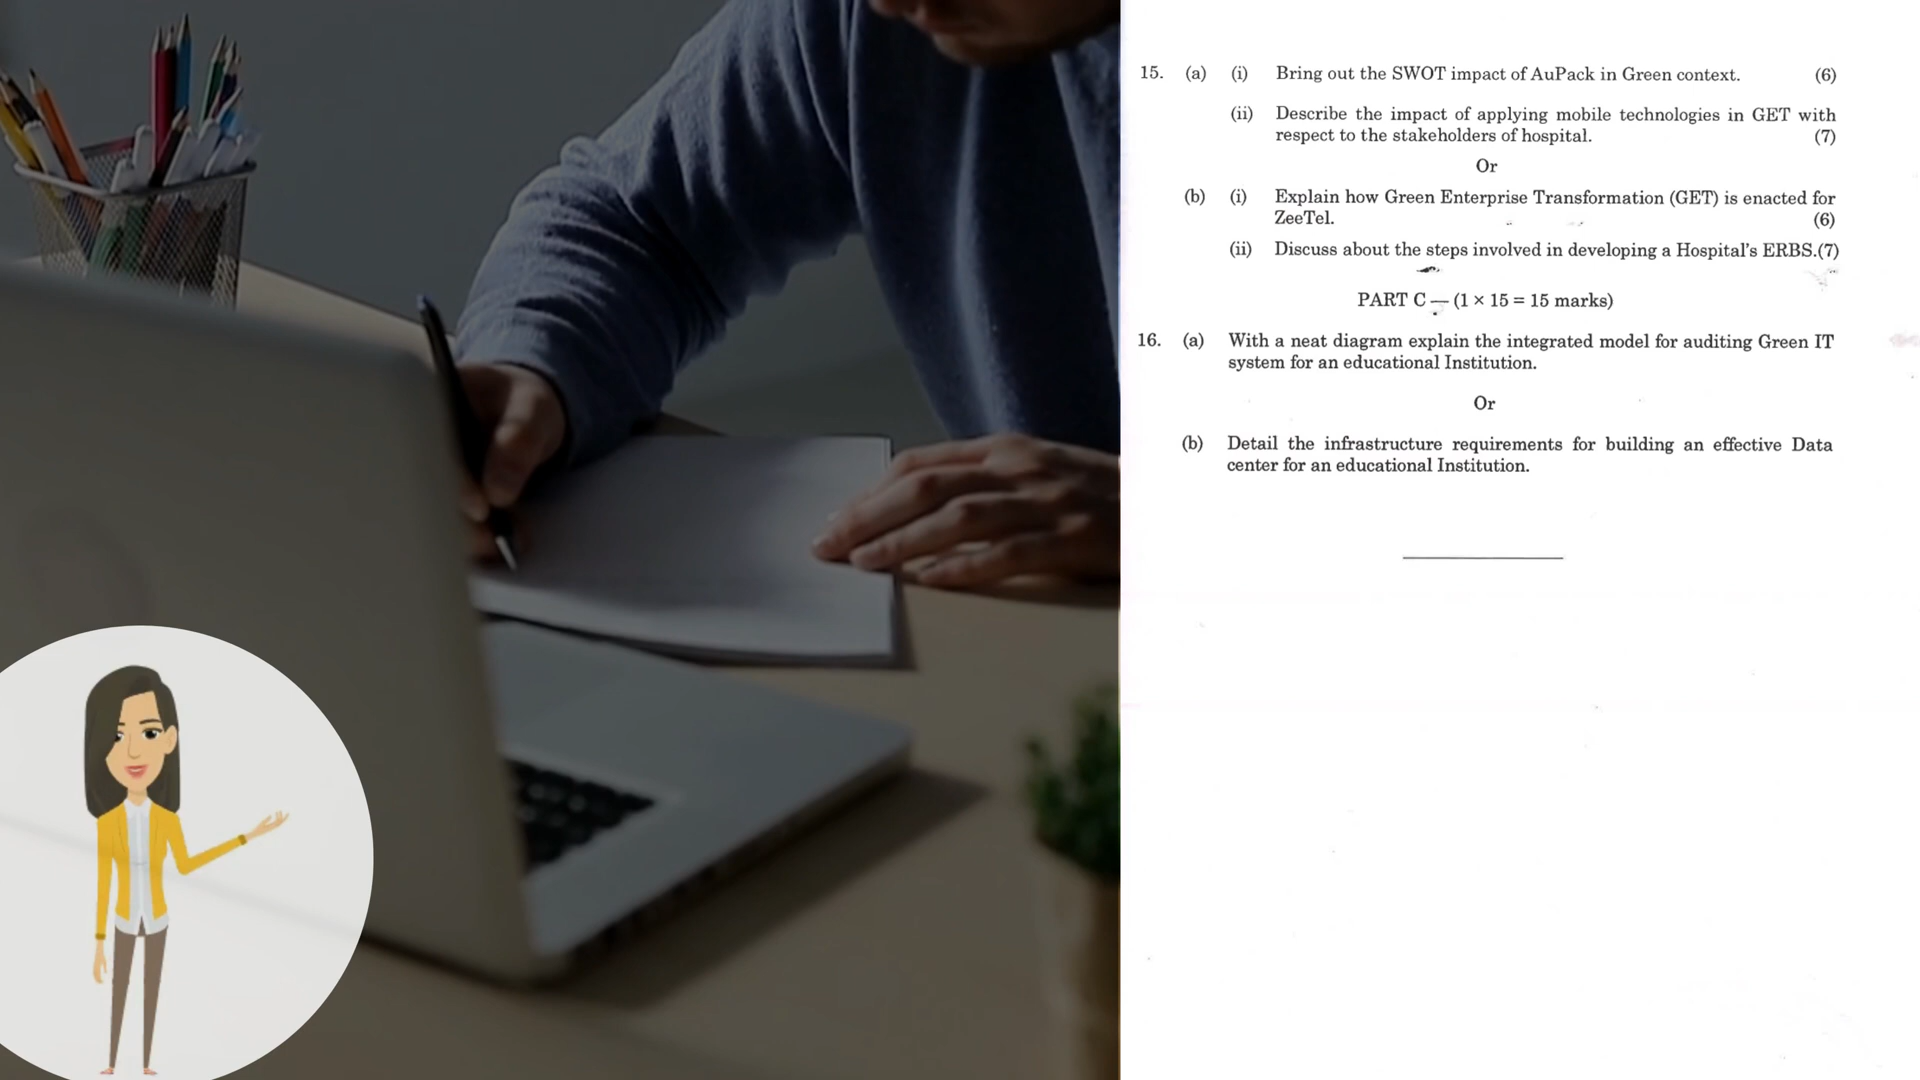 15. (a) (i) Bring out the SWOT impact of AuPack in Green context. (6)
(ii) Describe the impact of applying mobile technologies in GET with
respect to the stakeholders of hospital. (7)
Or
(b) (i) Explain how Green Enterprise Transformation (GET) is enacted for
ZeeTel. (6)
(ii) Discuss about the steps involved in developing a Hospital's ERBS.(7)
PART C — (1 × 15 = 15 marks)
16. (a) With a neat diagram explain the integrated model for auditing Green IT
system for an educational Institution.
Or
(b) Detail the infrastructure requirements for building an effective Data
center for an educational Institution.